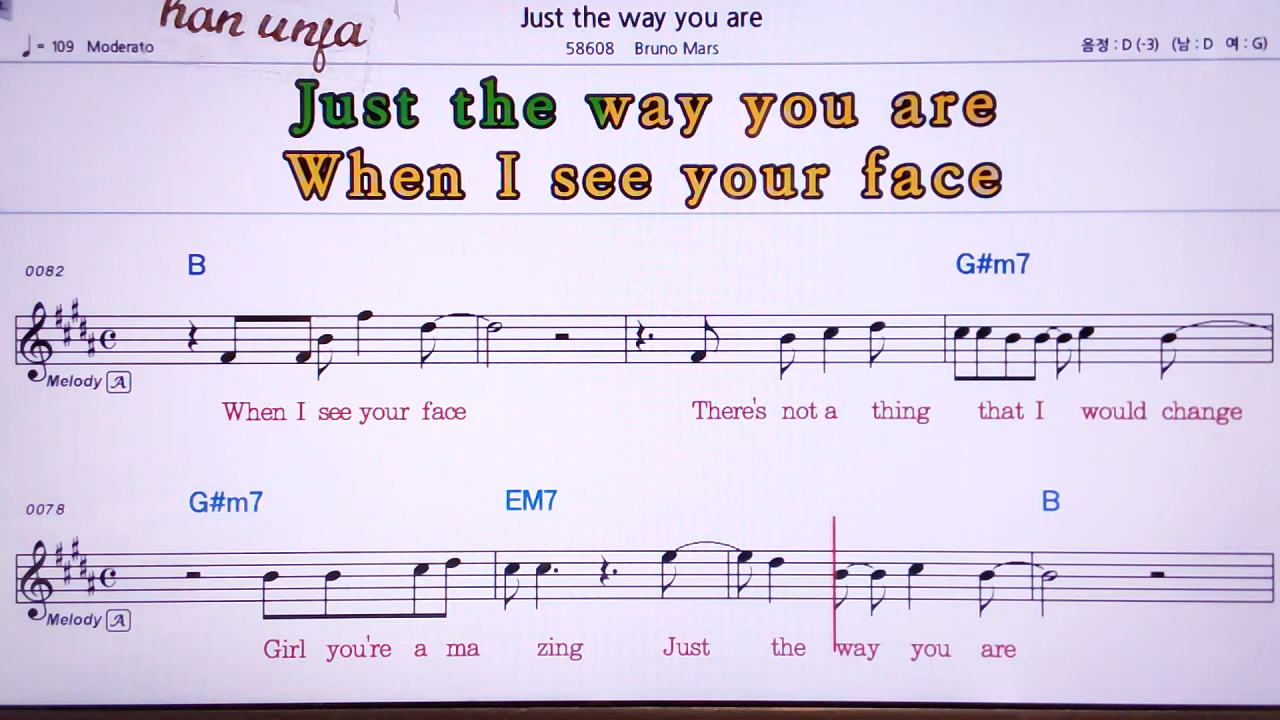 han unja
Just the way you are
♩= 109 Moderato
58608 Bruno Mars
음정 : D (-3) (남 : D 여 : G)
Just the way you are
When I see your face
0082
B
G#m7
Melody A
When I see your face There's not a thing that I would change
0078
G#m7
EM7
B
Melody A
Girl you're a ma zing Just the way you are